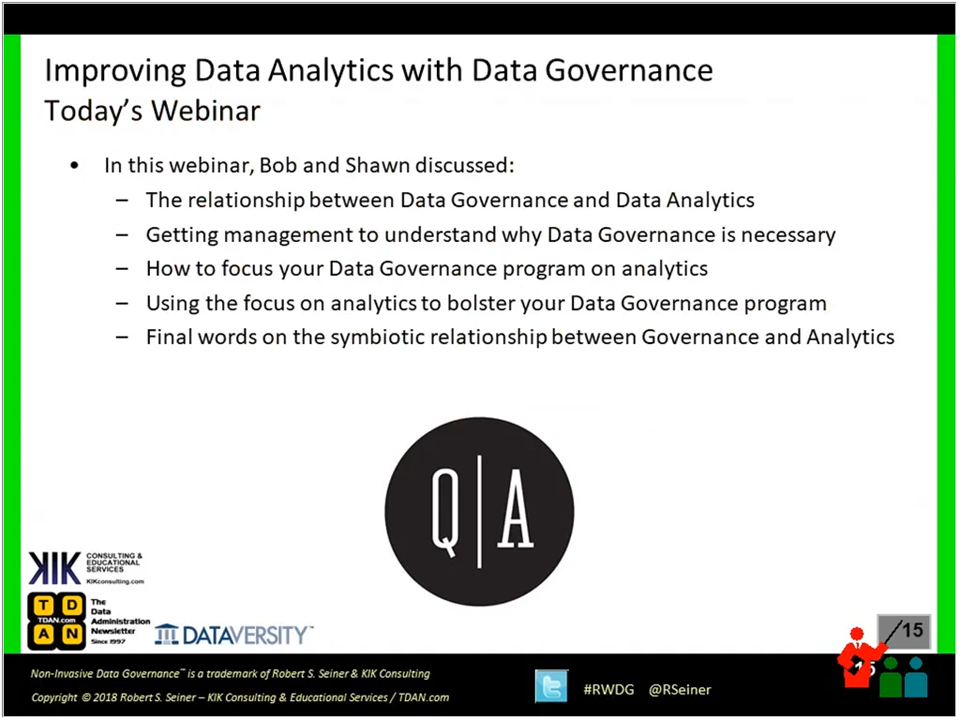 Improving Data Analytics with Data Governance
Today's Webinar
• In this webinar, Bob and Shawn discussed:
– The relationship between Data Governance and Data Analytics
– Getting management to understand why Data Governance is necessary
– How to focus your Data Governance program on analytics
– Using the focus on analytics to bolster your Data Governance program
– Final words on the symbiotic relationship between Governance and Analytics
Q|A
KIK CONSULTING &
EDUCATIONAL
SERVICES
KIKconsulting.com
T D
TDAN.com
A N
The
Data
Administration
Newsletter
Since 1997
DATAVERSITY™
/15
15
Non-Invasive Data Governance™ is a trademark of Robert S. Seiner & KIK Consulting
Copyright © 2018 Robert S. Seiner – KIK Consulting & Educational Services / TDAN.com
#RWDG @RSeiner